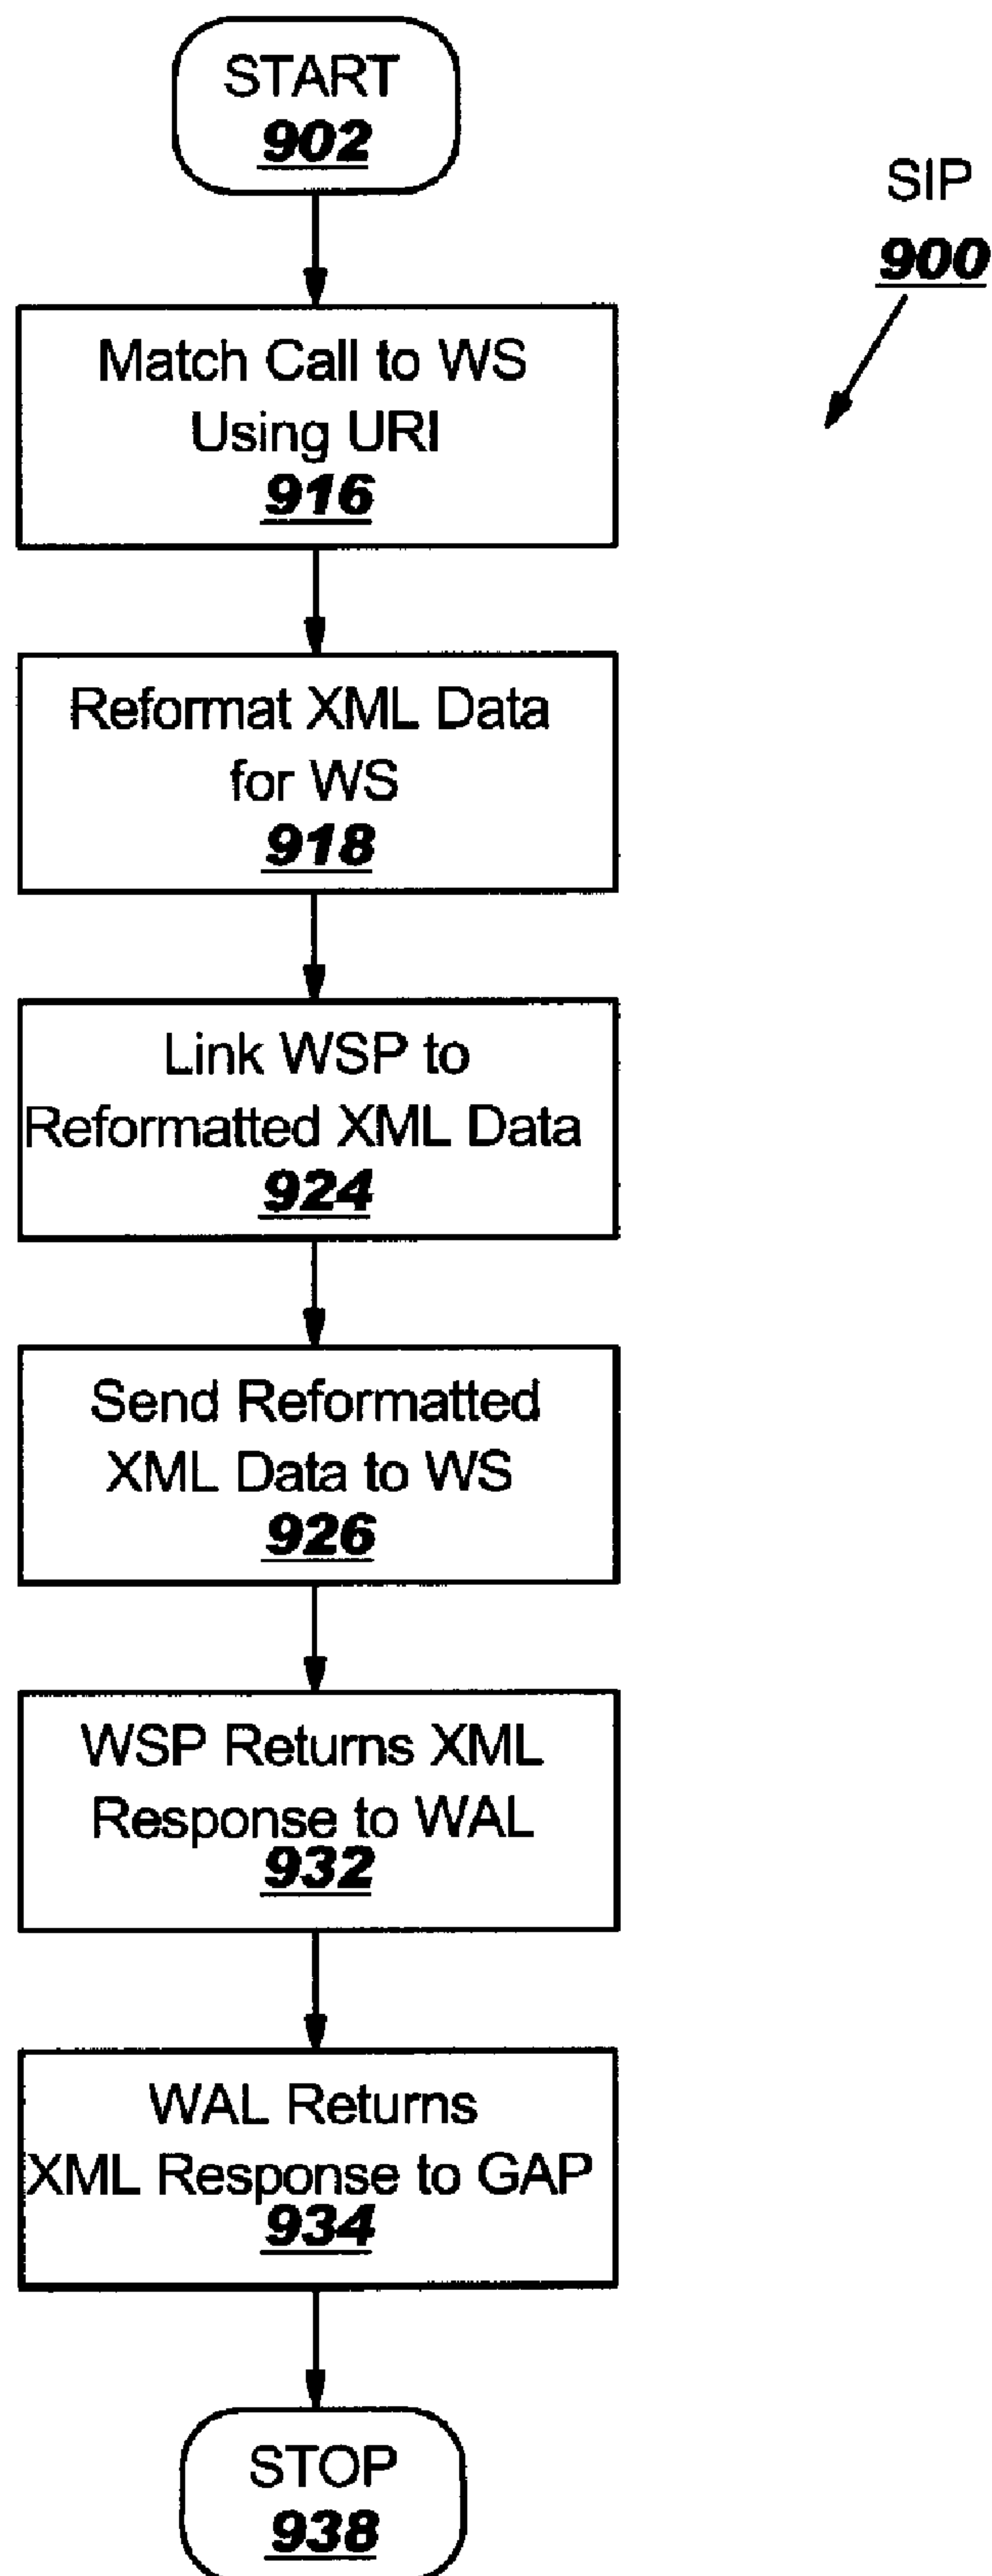 START
902
SIP
900
Match Call to WS
Using URI
916
Reformat XML Data
for WS
918
Link WSP to
Reformatted XML Data
924
Send Reformatted
XML Data to WS
926
WSP Returns XML
Response to WAL
932
WAL Returns
XML Response to GAP
934
STOP
938